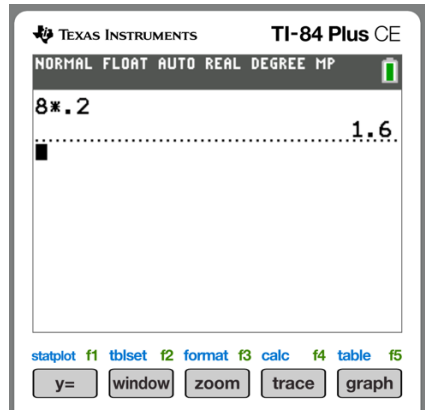 TEXAS INSTRUMENTS TI-84 Plus CE
NORMAL FLOAT AUTO REAL DEGREE MP
8*.2
1.6
statplot f1 tblset f2 format f3 calc f4 table f5
y= window zoom trace graph